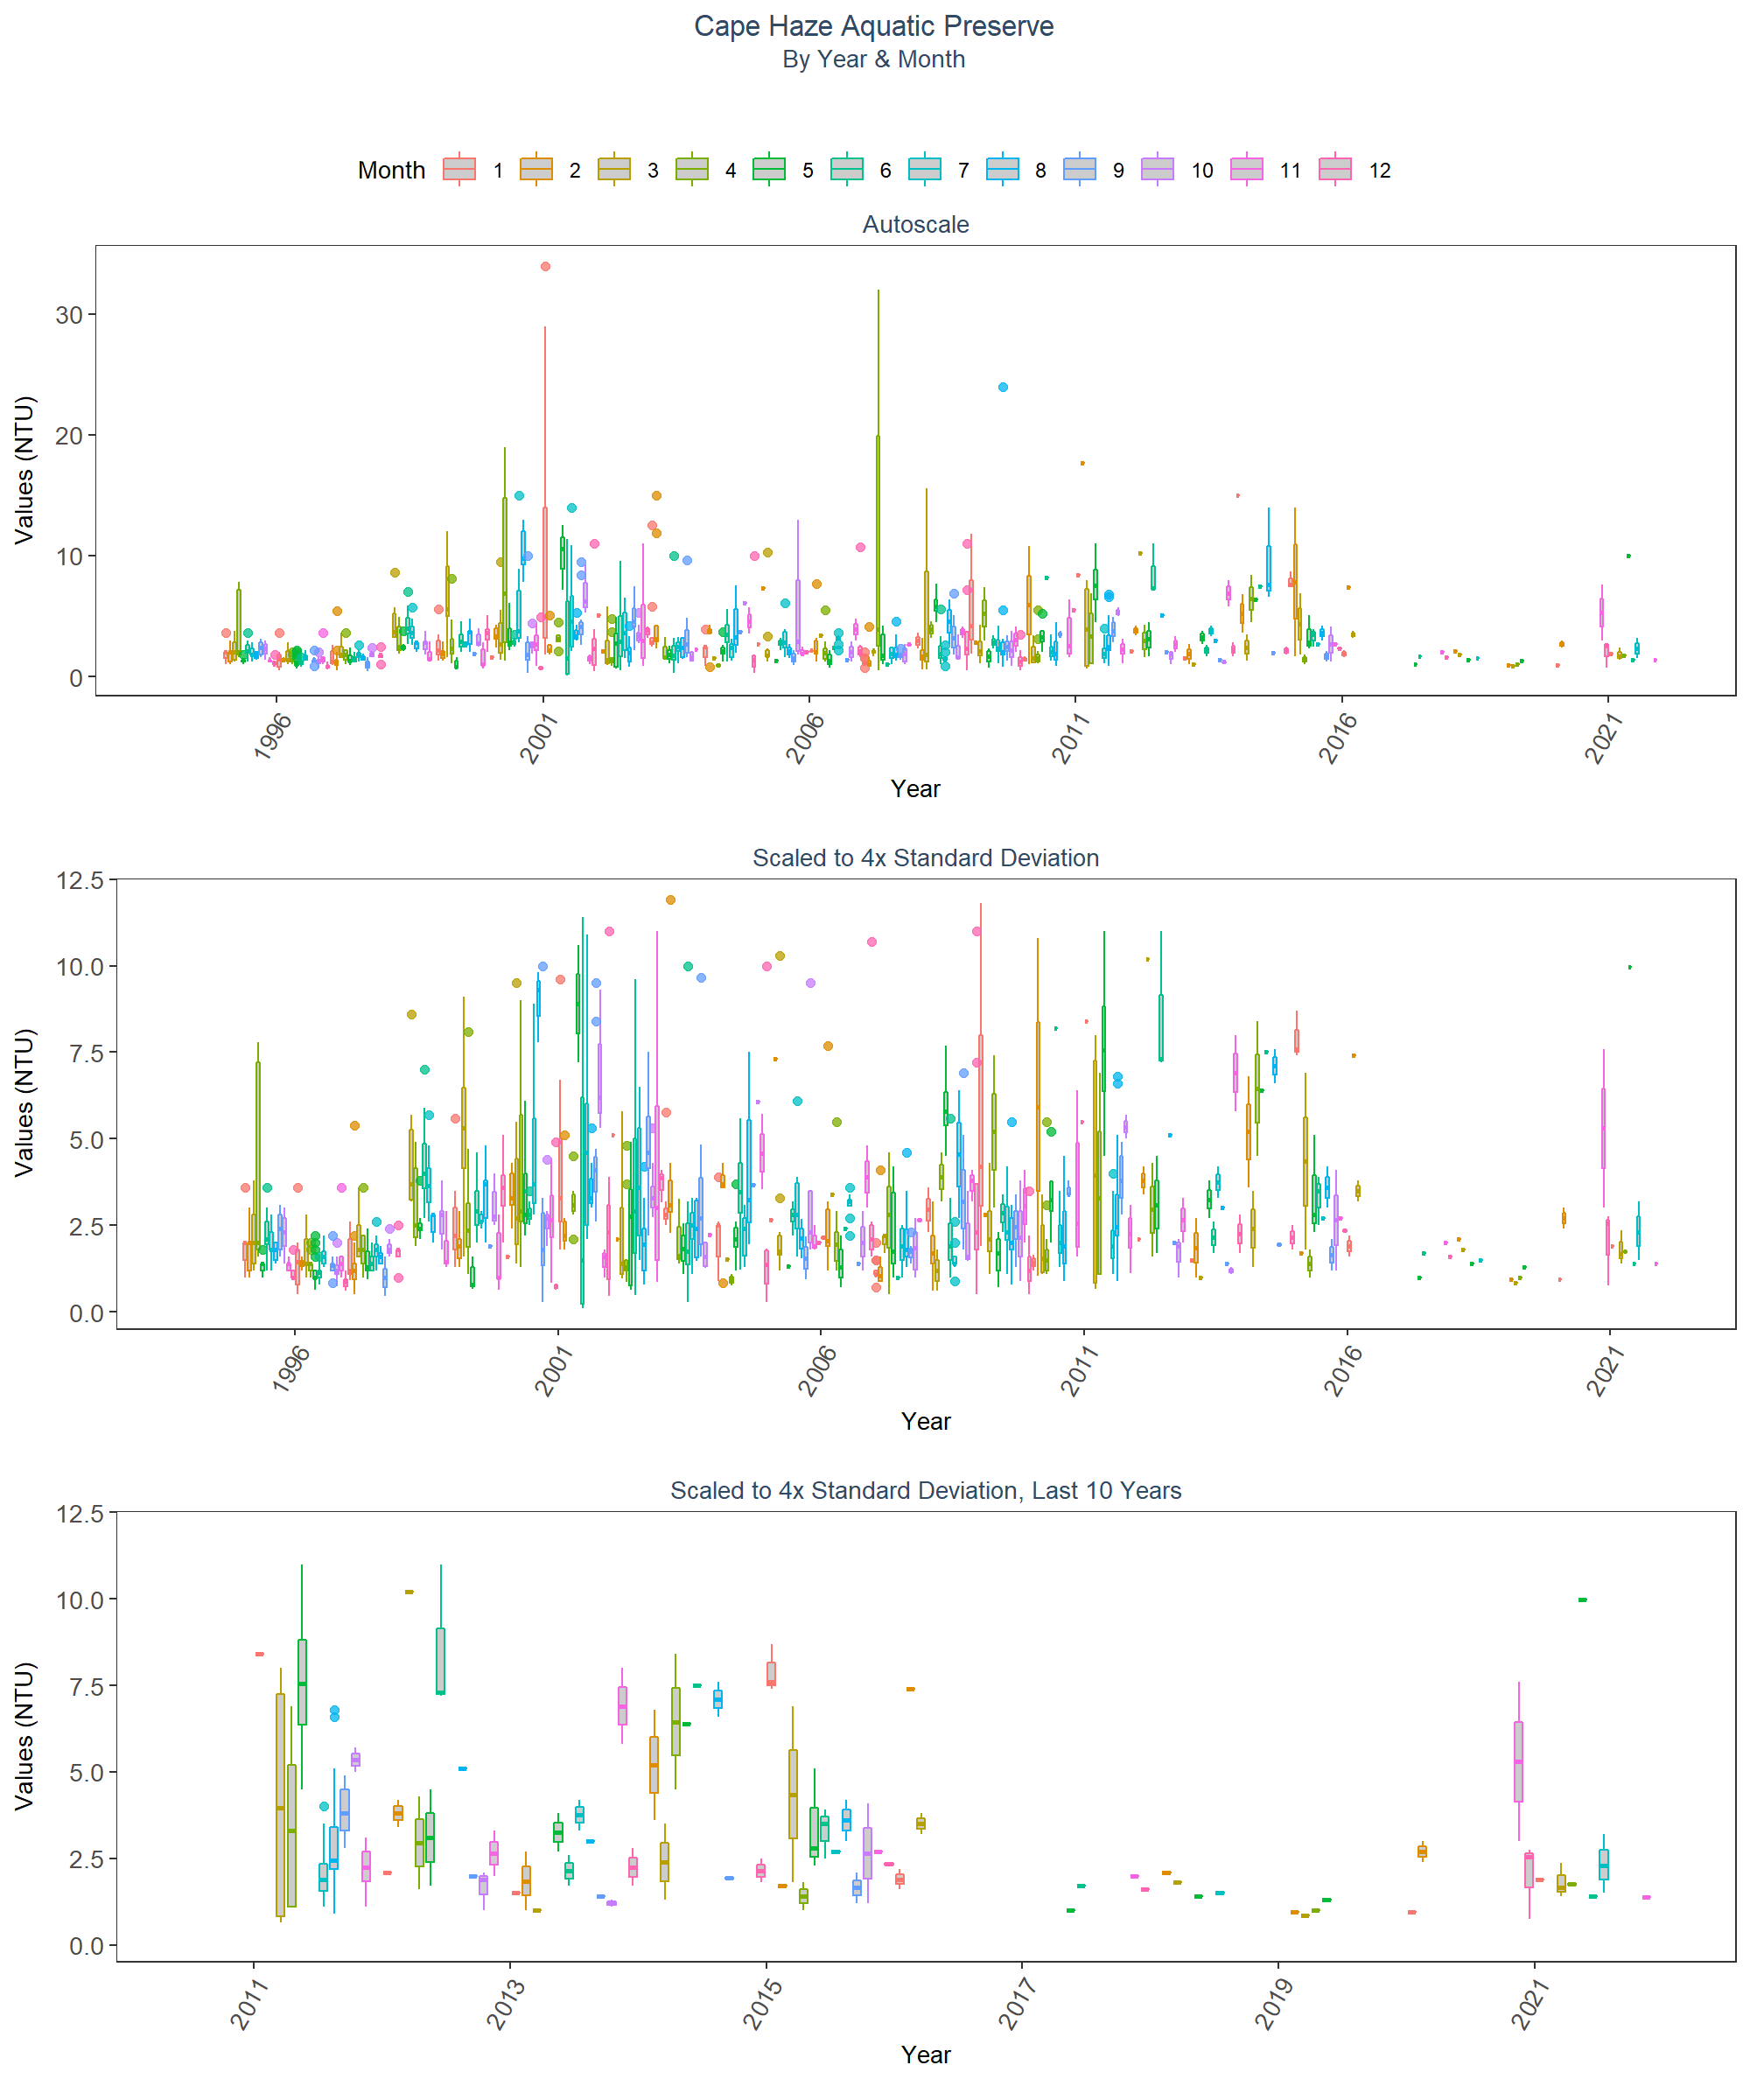 Cape Haze Aquatic Preserve
By Year & Month
Month 1 2 3 4 5 6 7 8 9 10 11 12
Autoscale
Values (NTU)
30
20
10
0
1996 2001 2006 2011 2016 2021
Year
Scaled to 4x Standard Deviation
Values (NTU)
12.5
10.0
7.5
5.0
2.5
0.0
1996 2001 2006 2011 2016 2021
Year
Scaled to 4x Standard Deviation, Last 10 Years
Values (NTU)
12.5
10.0
7.5
5.0
2.5
0.0
2011 2013 2015 2017 2019 2021
Year